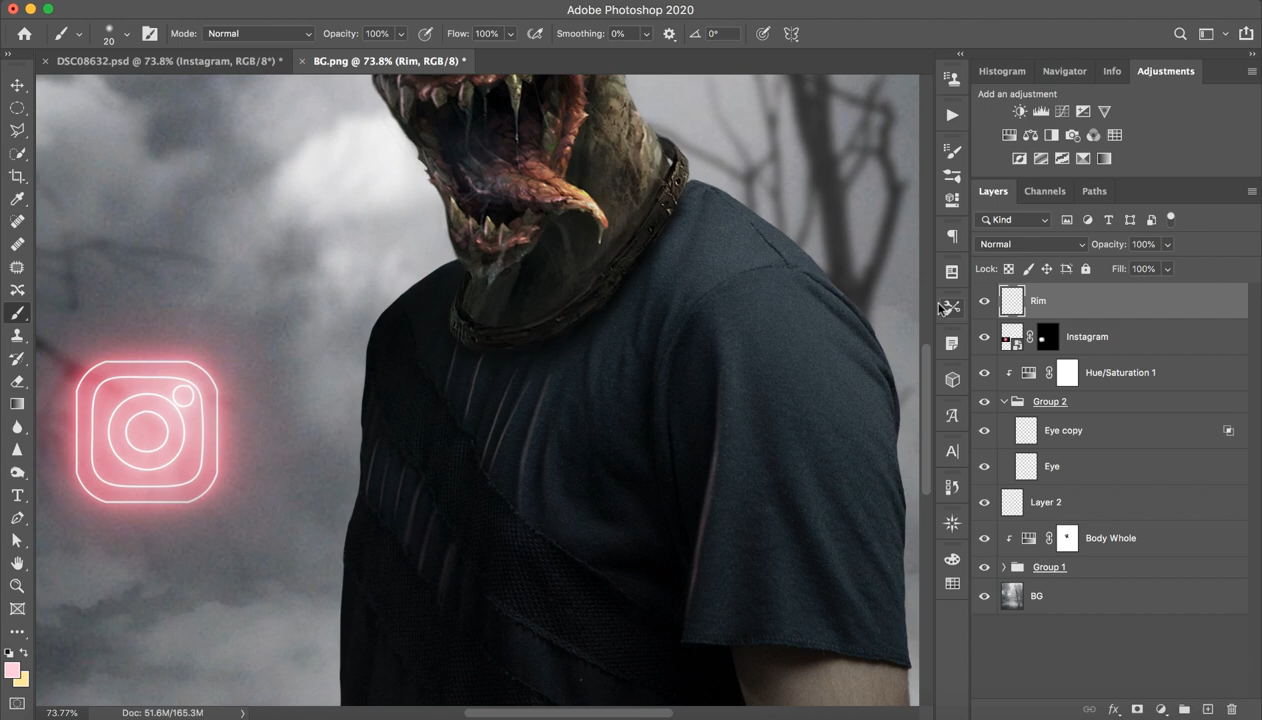 Adobe Photoshop 2020
20
Mode: Normal
Opacity: 100%
Flow: 100%
Smoothing: 0%
0°
DSC08632.psd @ 73.8% (Instagram, RGB/8*) *
BG.png @ 73.8% (Rim, RGB/8) *
Histogram
Navigator
Info
Adjustments
Add an adjustment
Layers
Channels
Paths
Kind
Normal
Opacity: 100%
Lock:
Fill: 100%
Rim
Instagram
Hue/Saturation 1
Group 2
Eye copy
Eye
Layer 2
Body Whole
Group 1
BG
73.77%
Doc: 51.6M/165.3M